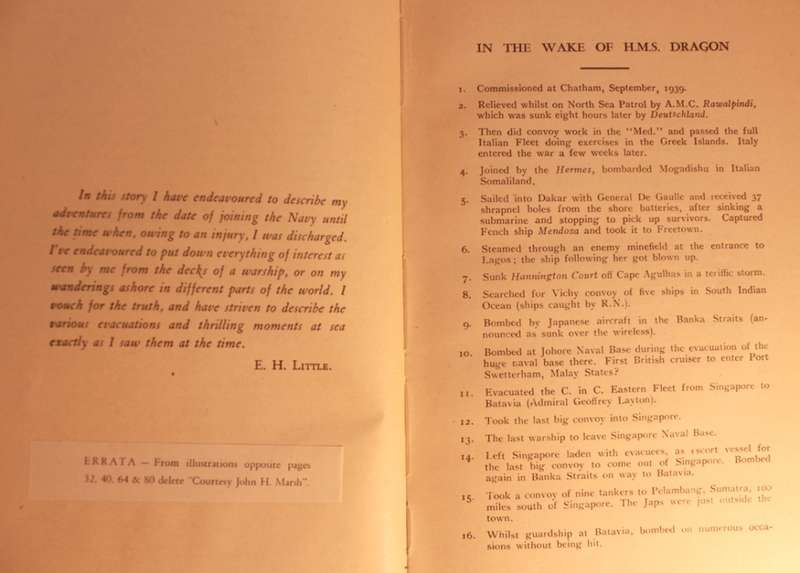 In this story I have endeavoured to describe my
adventures from the date of joining the Navy until
the time when, owing to an injury, I was discharged.
I've endeavoured to put down everything of interest as
seen by me from the decks of a warship, or on my
wanderings ashore in different parts of the world. I
vouch for the truth, and have striven to describe the
various evacuations and thrilling moments at sea
exactly as I saw them at the time.
E. H. LITTLE.
ERRATA — From illustrations opposite pages
32, 40, 64 & 80 delete "Courtesy John H. Marsh".
IN THE WAKE OF H.M.S. DRAGON
1. Commissioned at Chatham, September, 1939.
2. Relieved whilst on North Sea Patrol by A.M.C. Rawalpindi,
which was sunk eight hours later by Deutschland.
3. Then did convoy work in the "Med." and passed the full
Italian Fleet doing exercises in the Greek Islands. Italy
entered the war a few weeks later.
4. Joined by the Hermes, bombarded Mogadishu in Italian
Somaliland.
5. Sailed into Dakar with General De Gaulle and received 37
shrapnel holes from the shore batteries, after sinking a
submarine and stopping to pick up survivors. Captured
Fench ship Mendoza and took it to Freetown.
6. Steamed through an enemy minefield at the entrance to
Lagos; the ship following her got blown up.
7. Sunk Hannington Court off Cape Agulhas in a teriffic storm.
8. Searched for Vichy convoy of five ships in South Indian
Ocean (ships caught by R.N.).
9. Bombed by Japanese aircraft in the Banka Straits (an-
nounced as sunk over the wireless).
10. Bombed at Johore Naval Base during the evacuation of the
huge naval base there. First British cruiser to enter Port
Swetterham, Malay States?
11. Evacuated the C. in C. Eastern Fleet from Singapore to
Batavia (Admiral Geoffrey Layton).
12. Took the last big convoy into Singapore.
13. The last warship to leave Singapore Naval Base.
14. Left Singapore laden with evacuees, as escort vessel for
the last big convoy to come out of Singapore. Bombed
again in Banka Straits on way to Batavia.
15. Took a convoy of nine tankers to Pelambang, Sumatra, 100
miles south of Singapore. The Japs were just outside the
town.
16. Whilst guardship at Batavia, bombed on numerous occa-
sions without being hit.